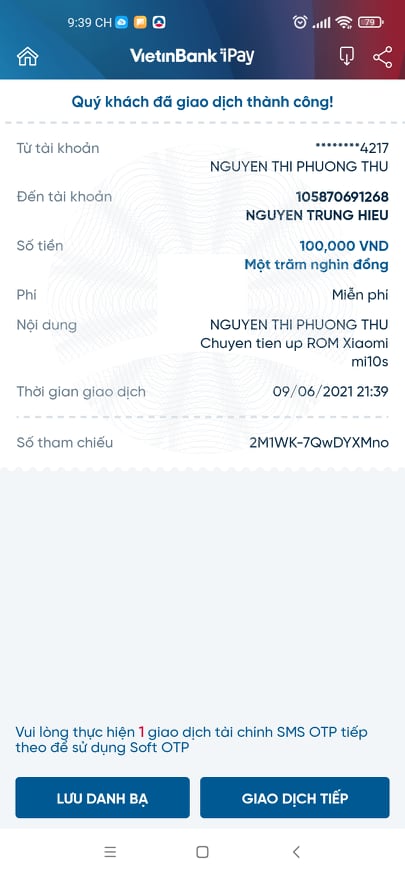 9:39 CH
79
VietinBank iPay
Quý khách đã giao dịch thành công!
Từ tài khoản
********4217
NGUYEN THI PHUONG THU
Đến tài khoản
105870691268
NGUYEN TRUNG HIEU
Số tiền
100,000 VND
Một trăm nghìn đồng
Phí
Miễn phí
Nội dung
NGUYEN THI PHUONG THU
Chuyen tien up ROM Xiaomi
mi10s
Thời gian giao dịch
09/06/2021 21:39
Số tham chiếu
2M1WK-7QwDYXMno
Vui lòng thực hiện 1 giao dịch tài chính SMS OTP tiếp
theo để sử dụng Soft OTP
LƯU DANH BẠ
GIAO DỊCH TIẾP